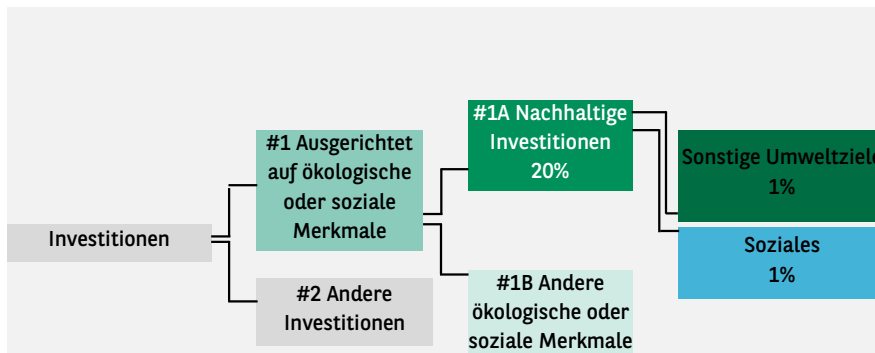 Investitionen
#1 Ausgerichtet
auf ökologische
oder soziale
Merkmale
#2 Andere
Investitionen
#1A Nachhaltige
Investitionen
20%
#1B Andere
ökologische oder
soziale Merkmale
Sonstige Umweltziele
1%
Soziales
1%